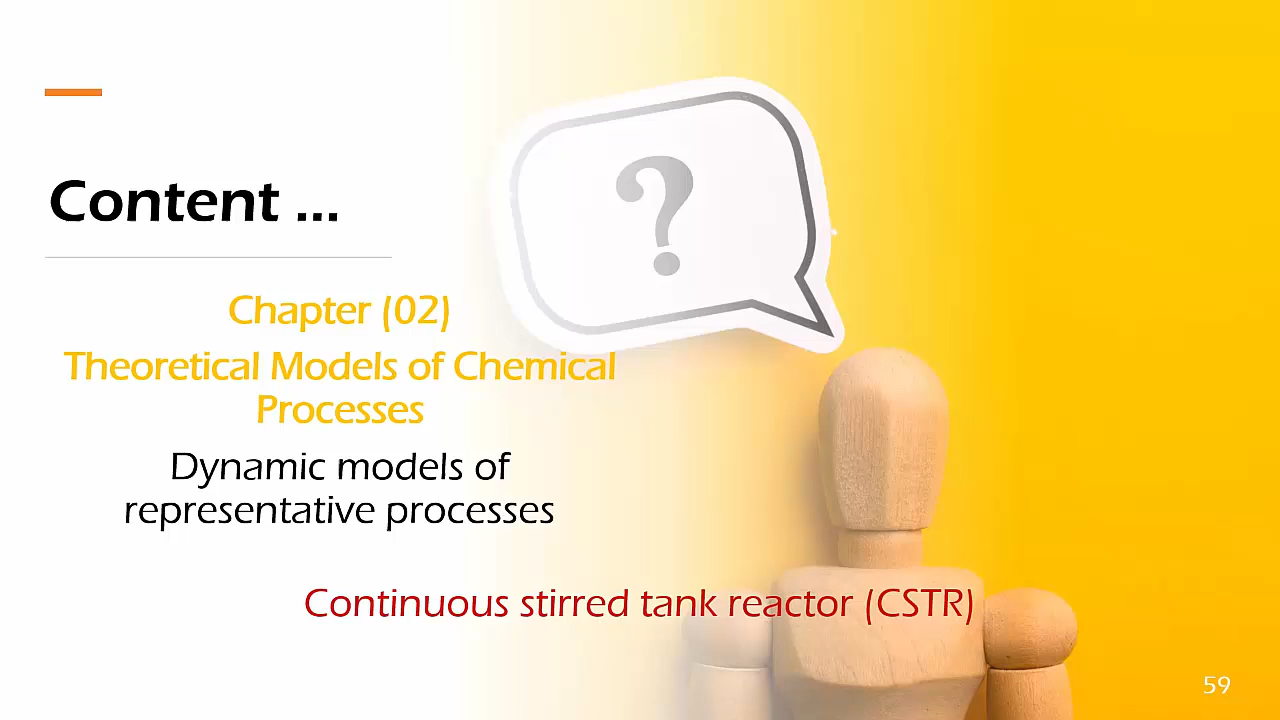 ?
Content ...
Chapter (02)
Theoretical Models of Chemical
Processes
Dynamic models of
representative processes
Continuous stirred tank reactor (CSTR)
59